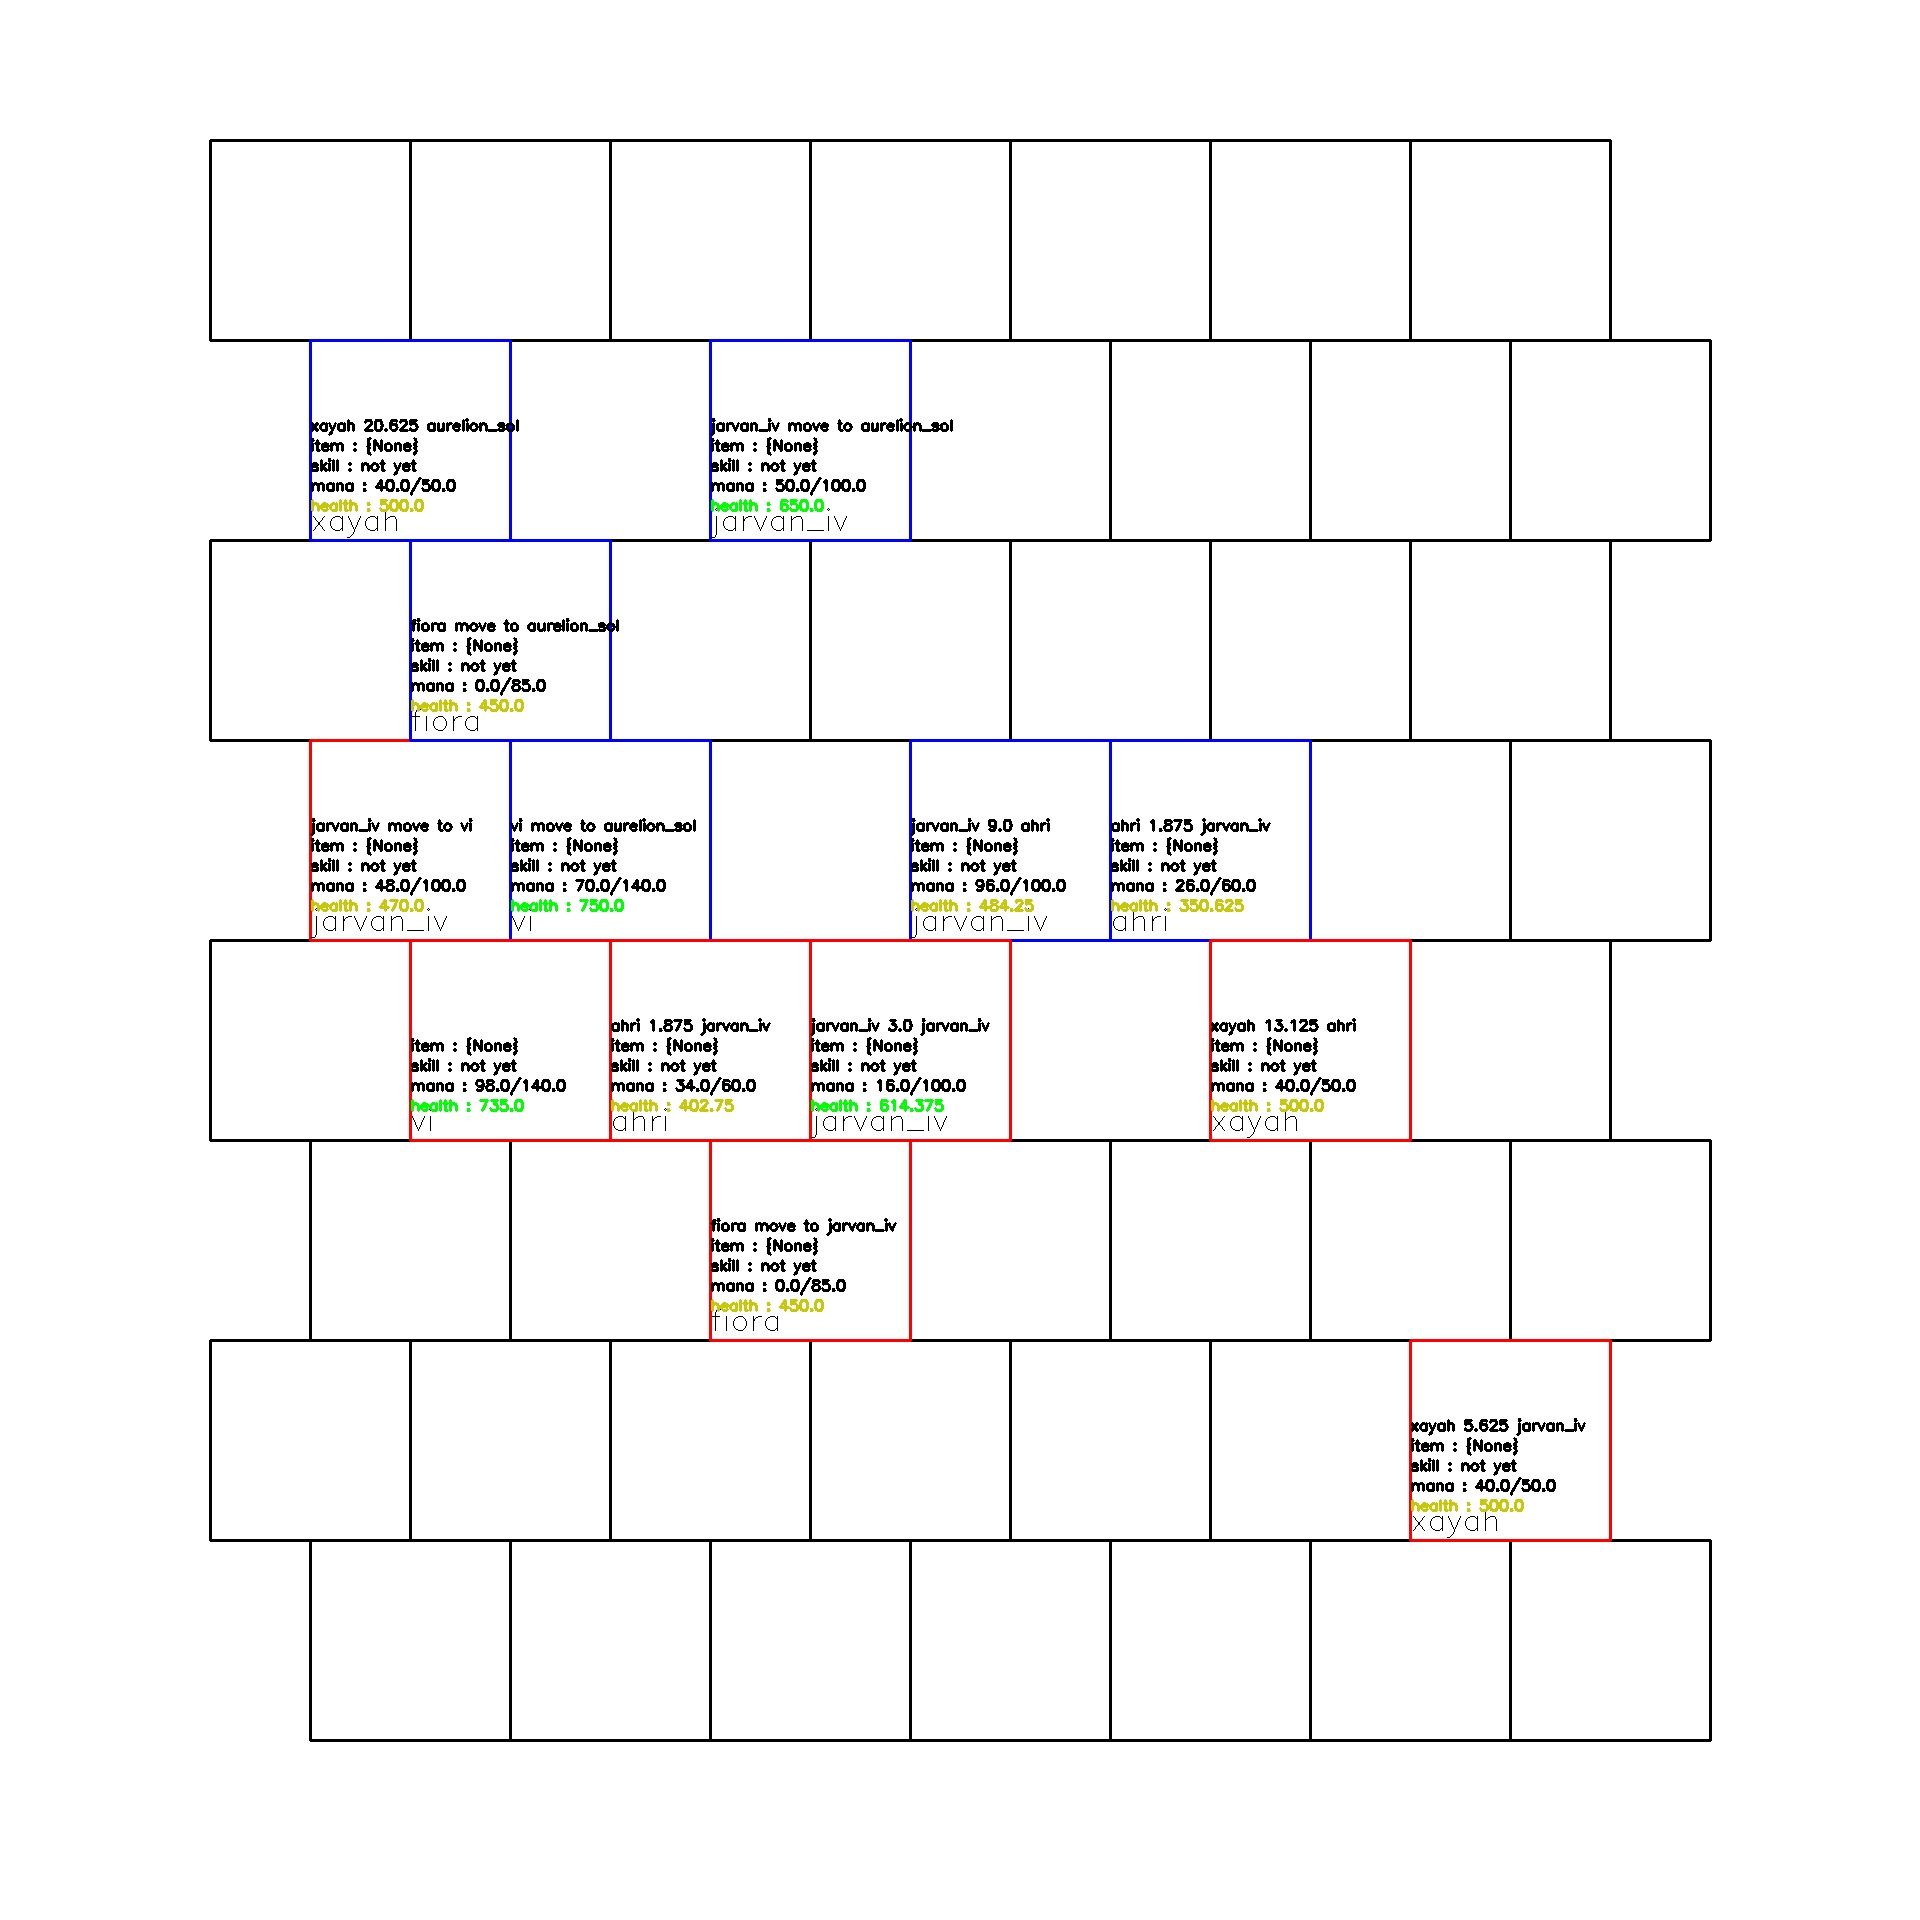 xayah 20.625 aurelion_sol
item : {None}
skill : not yet
mana : 40.0/50.0
health : 500.0
xayah
jarvan_iv move to aurelion_sol
item : {None}
skill : not yet
mana : 50.0/100.0
health : 650.0
jarvan_iv
fiora move to aurelion_sol
item : {None}
skill : not yet
mana : 0.0/85.0
health : 450.0
fiora
jarvan_iv move to vi
item : {None}
skill : not yet
mana : 48.0/100.0
health : 470.0
jarvan_iv
vi move to aurelion_sol
item : {None}
skill : not yet
mana : 70.0/140.0
health : 750.0
vi
jarvan_iv 9.0 ahri
item : {None}
skill : not yet
mana : 96.0/100.0
health : 484.25
jarvan_iv
ahri 1.875 jarvan_iv
item : {None}
skill : not yet
mana : 26.0/60.0
health : 350.625
ahri
item : {None}
skill : not yet
mana : 98.0/140.0
health : 735.0
vi
ahri 1.875 jarvan_iv
item : {None}
skill : not yet
mana : 34.0/60.0
health : 402.75
ahri
jarvan_iv 3.0 jarvan_iv
item : {None}
skill : not yet
mana : 16.0/100.0
health : 614.375
jarvan_iv
xayah 13.125 ahri
item : {None}
skill : not yet
mana : 40.0/50.0
health : 500.0
xayah
fiora move to jarvan_iv
item : {None}
skill : not yet
mana : 0.0/85.0
health : 450.0
fiora
xayah 5.625 jarvan_iv
item : {None}
skill : not yet
mana : 40.0/50.0
health : 500.0
xayah